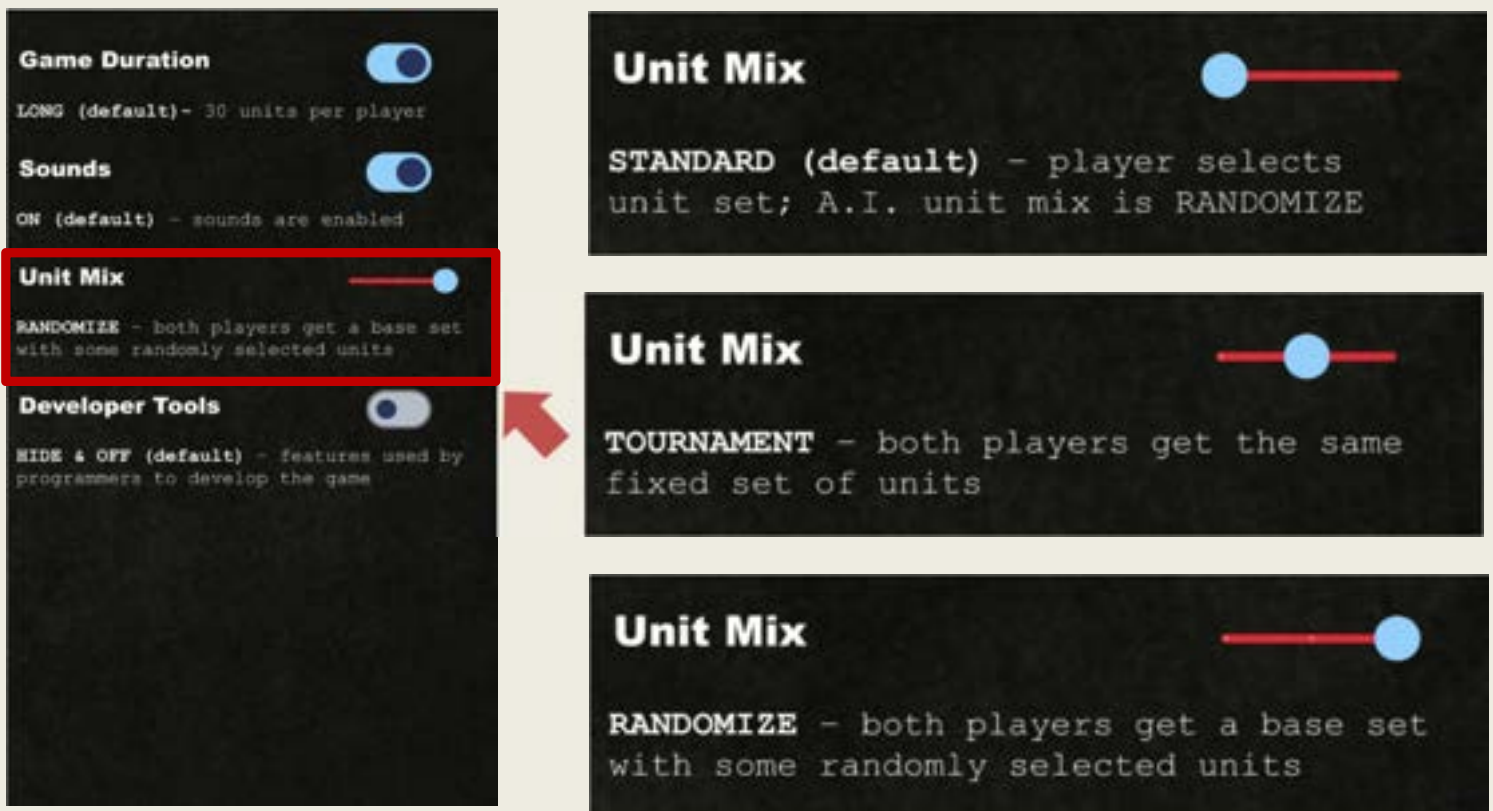 Game Duration
LONG (default)- 30 units per player
Sounds
ON (default) - sounds are enabled
Unit Mix
RANDOMIZE - both players get a base set
with some randomly selected units
Developer Tools
HIDE & OFF (default) - features used by
programmers to develop the game
Unit Mix
STANDARD (default) - player selects
unit set; A.I. unit mix is RANDOMIZE
Unit Mix
TOURNAMENT - both players get the same
fixed set of units
Unit Mix
RANDOMIZE - both players get a base set
with some randomly selected units